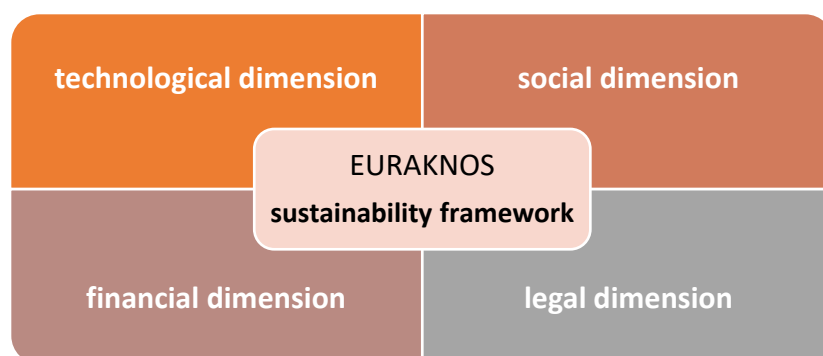 technological dimension
social dimension
EURAKNOS
sustainability framework
financial dimension
legal dimension